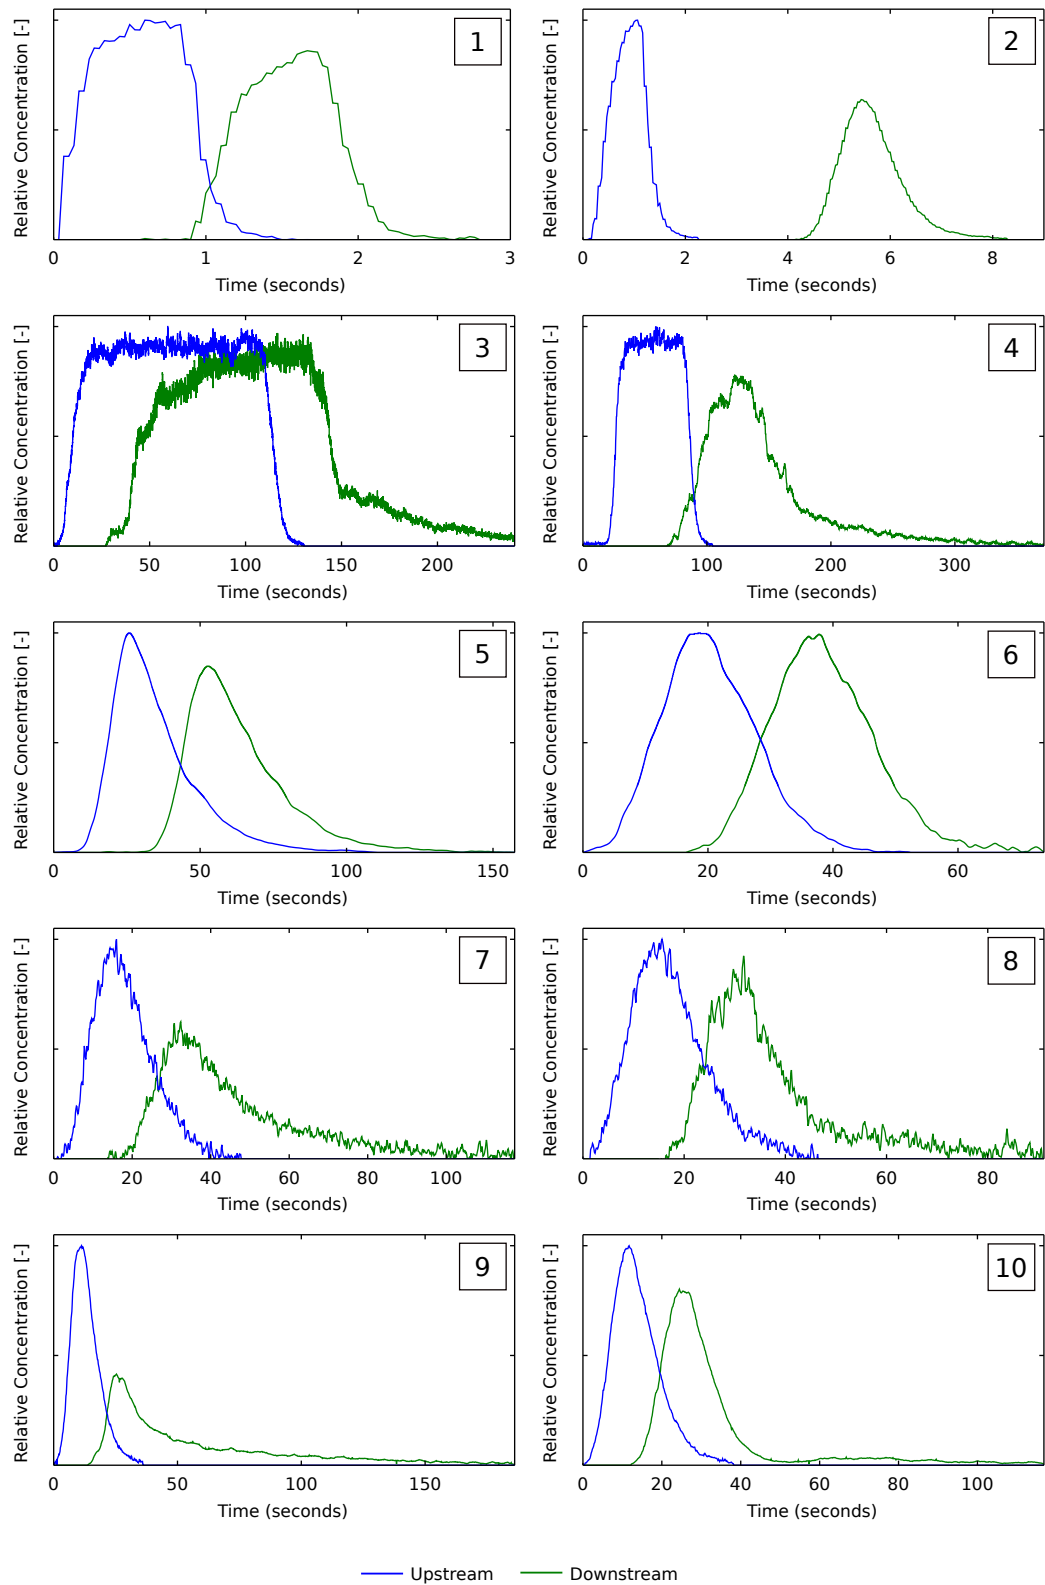 Relative Concentration [-]
1
0 1 2 3
Time (seconds)
Relative Concentration [-]
2
0 2 4 6 8
Time (seconds)
Relative Concentration [-]
3
0 50 100 150 200
Time (seconds)
Relative Concentration [-]
4
0 100 200 300
Time (seconds)
Relative Concentration [-]
5
0 50 100 150
Time (seconds)
Relative Concentration [-]
6
0 20 40 60
Time (seconds)
Relative Concentration [-]
7
0 20 40 60 80 100
Time (seconds)
Relative Concentration [-]
8
0 20 40 60 80
Time (seconds)
Relative Concentration [-]
9
0 50 100 150
Time (seconds)
Relative Concentration [-]
10
0 20 40 60 80 100
Time (seconds)
Upstream Downstream